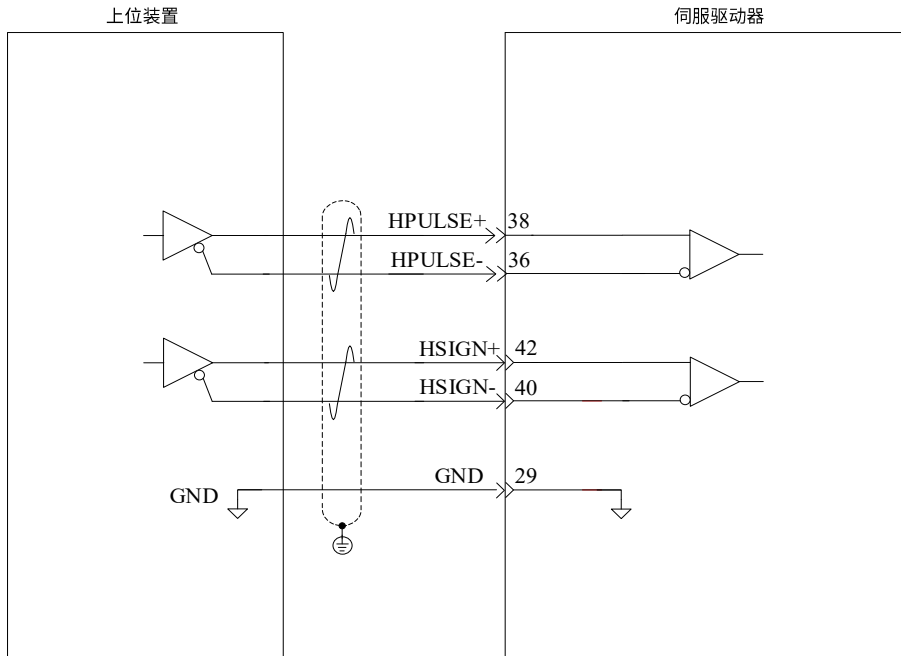 上位装置
伺服驱动器
HPULSE+ 38
HPULSE- 36
HSIGN+ 42
HSIGN- 40
GND GND 29